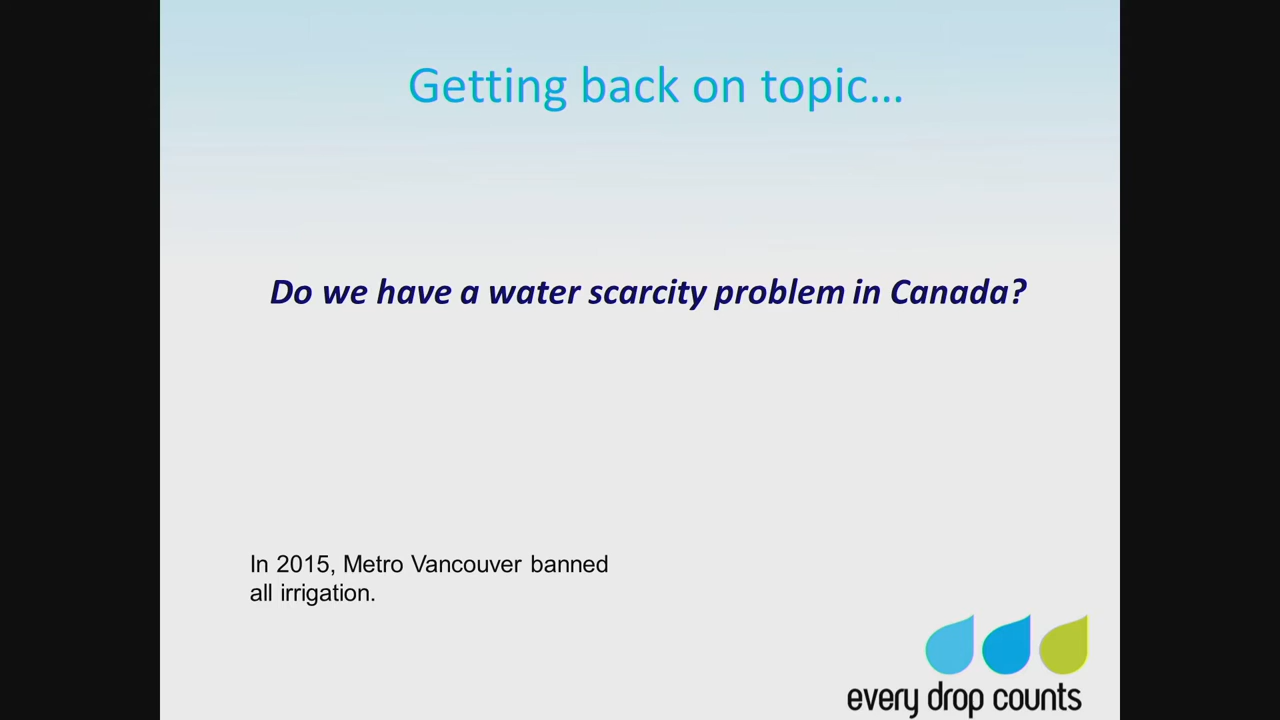 Getting back on topic...
Do we have a water scarcity problem in Canada?
In 2015, Metro Vancouver banned
all irrigation.
every drop counts